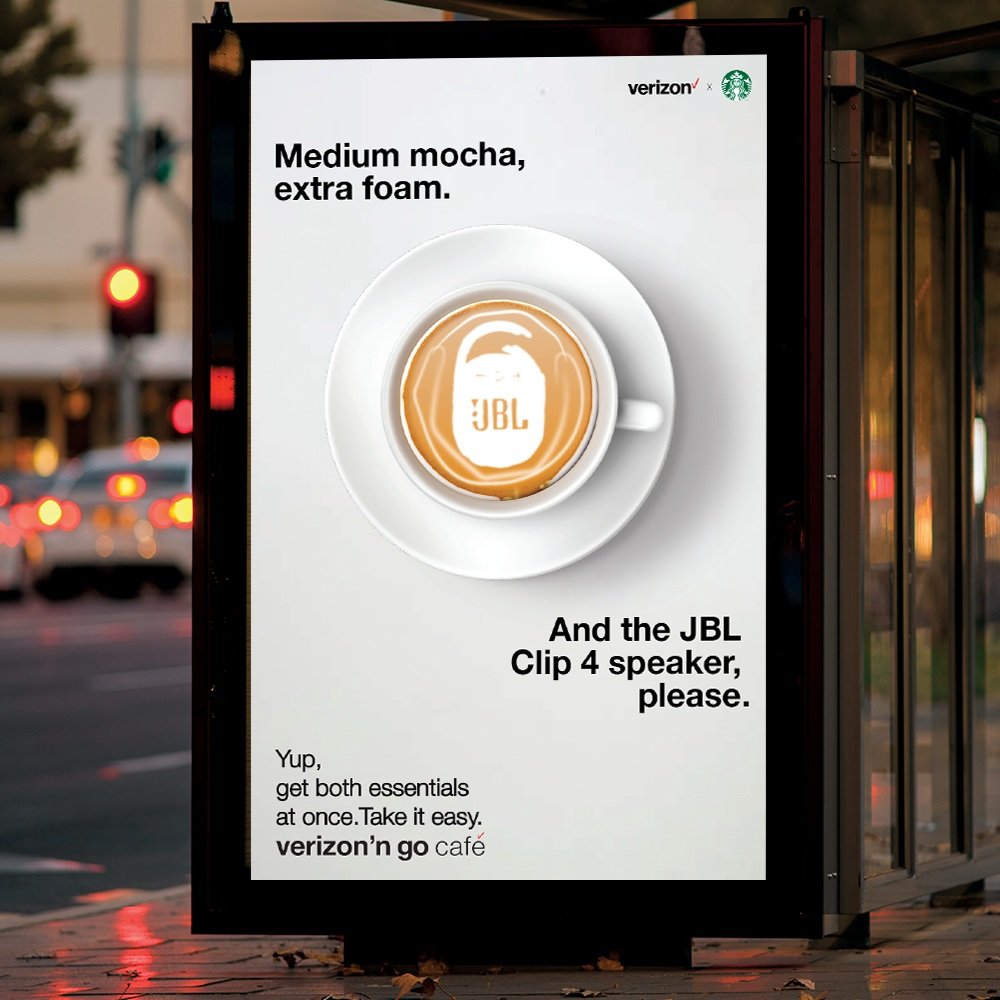 verizon✓ x
Medium mocha,
extra foam.
JBL
And the JBL
Clip 4 speaker,
please.
Yup,
get both essentials
at once.Take it easy.
verizon'n go café